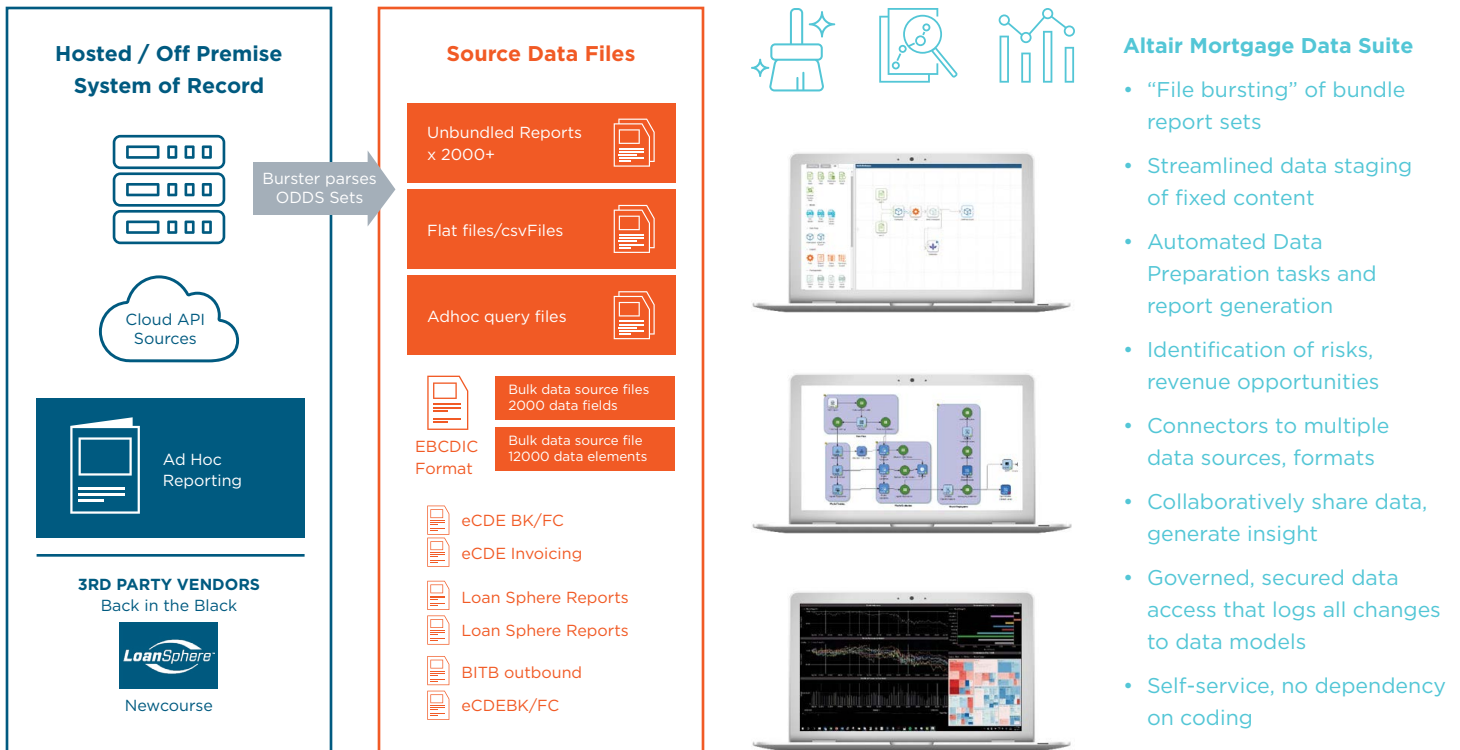 Hosted / Off Premise
System of Record
Cloud API
Sources
Ad Hoc
Reporting
3RD PARTY VENDORS
Back in the Black
LoanSphere
Newcourse
Burster parses
ODDS Sets
Source Data Files
Unbundled Reports
x 2000+
Flat files/csvFiles
Adhoc query files
EBCDIC
Format
Bulk data source files
2000 data fields
Bulk data source file
12000 data elements
eCDE BK/FC
eCDE Invoicing
Loan Sphere Reports
Loan Sphere Reports
BITB outbound
eCDEBK/FC
Altair Mortgage Data Suite
• “File bursting” of bundle
report sets
• Streamlined data staging
of fixed content
• Automated Data
Preparation tasks and
report generation
• Identification of risks,
revenue opportunities
• Connectors to multiple
data sources, formats
• Collaboratively share data,
generate insight
• Governed, secured data
access that logs all changes
to data models
• Self-service, no dependency
on coding